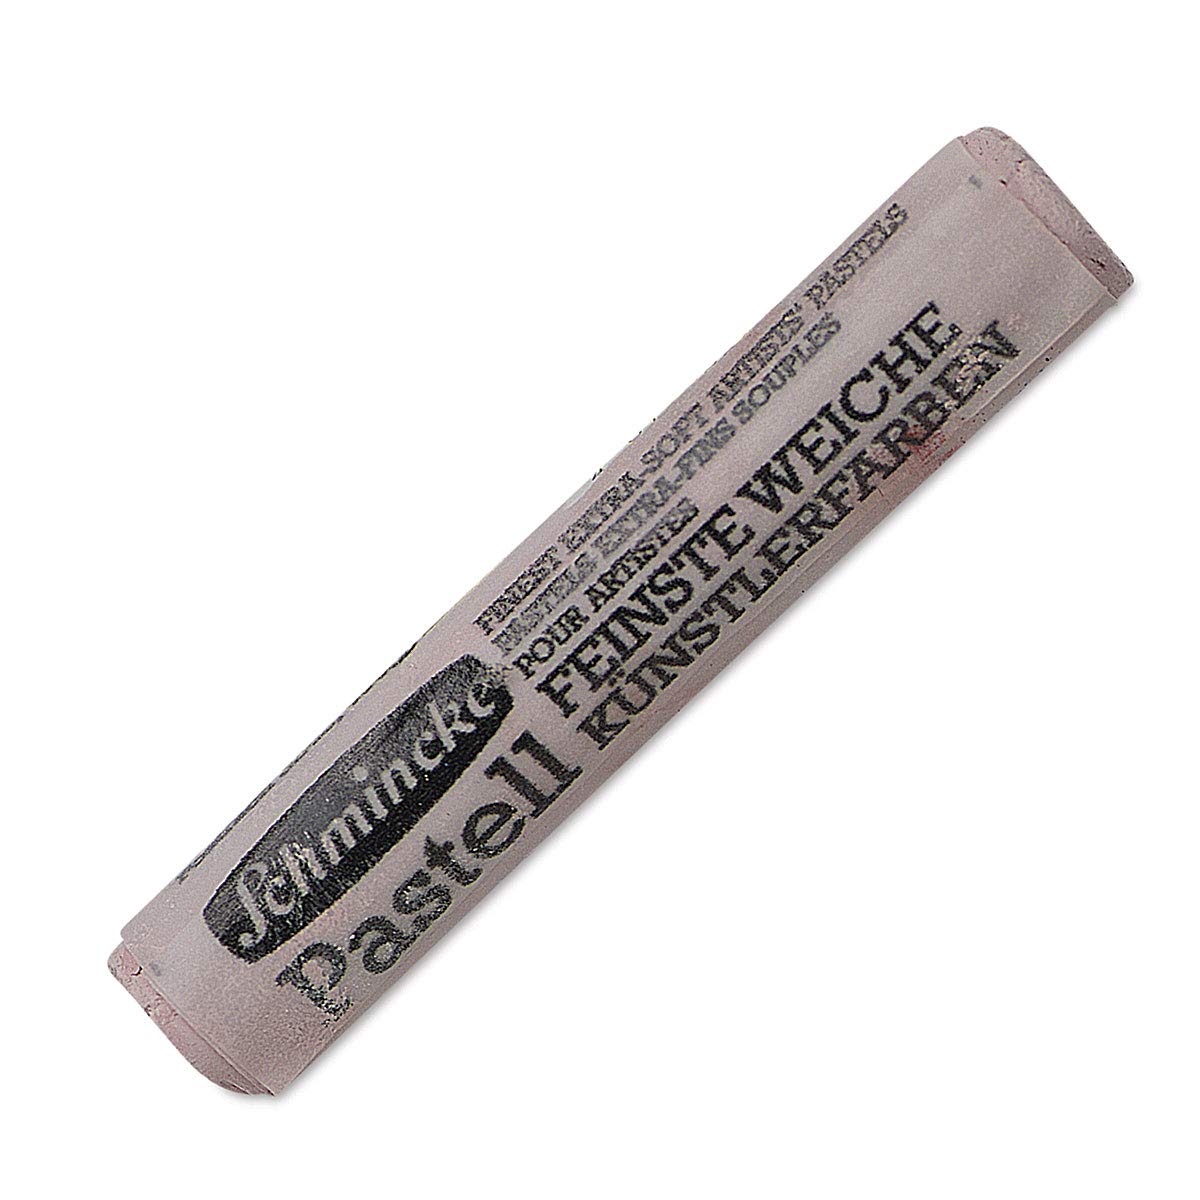 Schmincke
Pastell
FINEST EXTRA-SOFT ARTISTS' PASTELS
PASTELS EXTRA-FINS SOUPLES
POUR ARTISTES
FEINSTE WEICHE
KÜNSTLERFARBEN